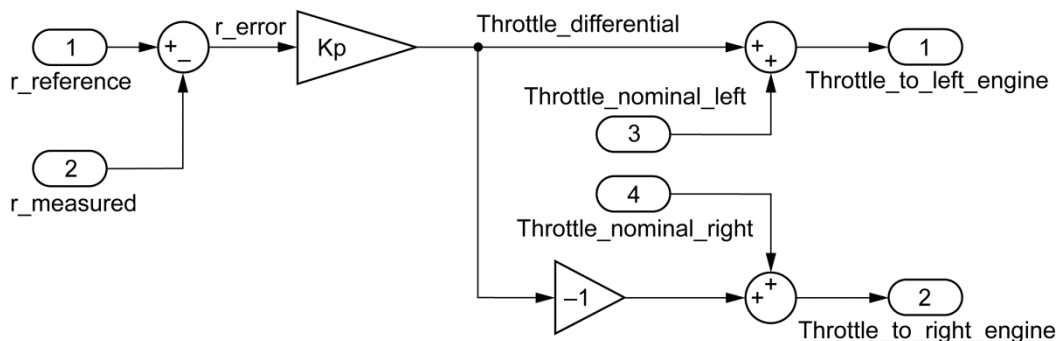 r_error
Throttle_differential
1
+
−
Kp
+
+
1
r_reference
Throttle_to_left_engine
Throttle_nominal_left
3
2
r_measured
4
Throttle_nominal_right
−1
+
+
2
Throttle_to_right_engine